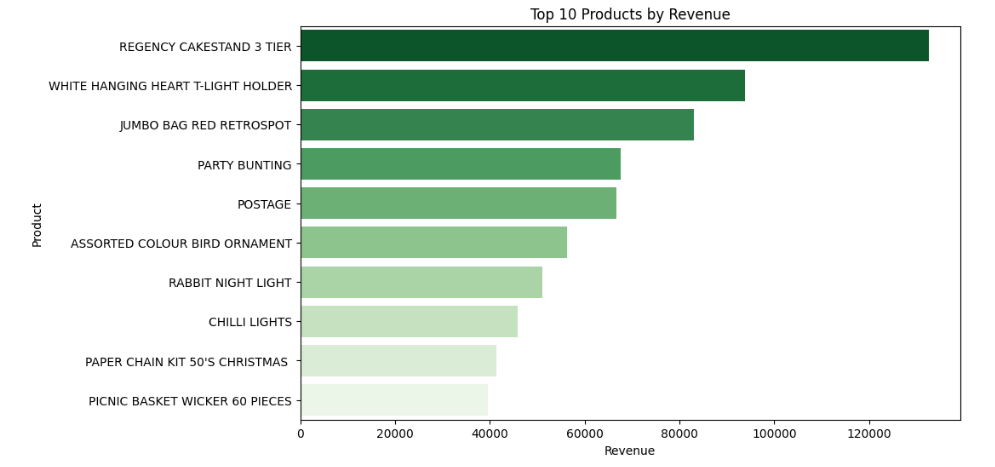 Top 10 Products by Revenue
REGENCY CAKESTAND 3 TIER
WHITE HANGING HEART T-LIGHT HOLDER
JUMBO BAG RED RETROSPOT
PARTY BUNTING
POSTAGE
ASSORTED COLOUR BIRD ORNAMENT
RABBIT NIGHT LIGHT
CHILLI LIGHTS
PAPER CHAIN KIT 50'S CHRISTMAS
PICNIC BASKET WICKER 60 PIECES
Product
0 20000 40000 60000 80000 100000 120000
Revenue